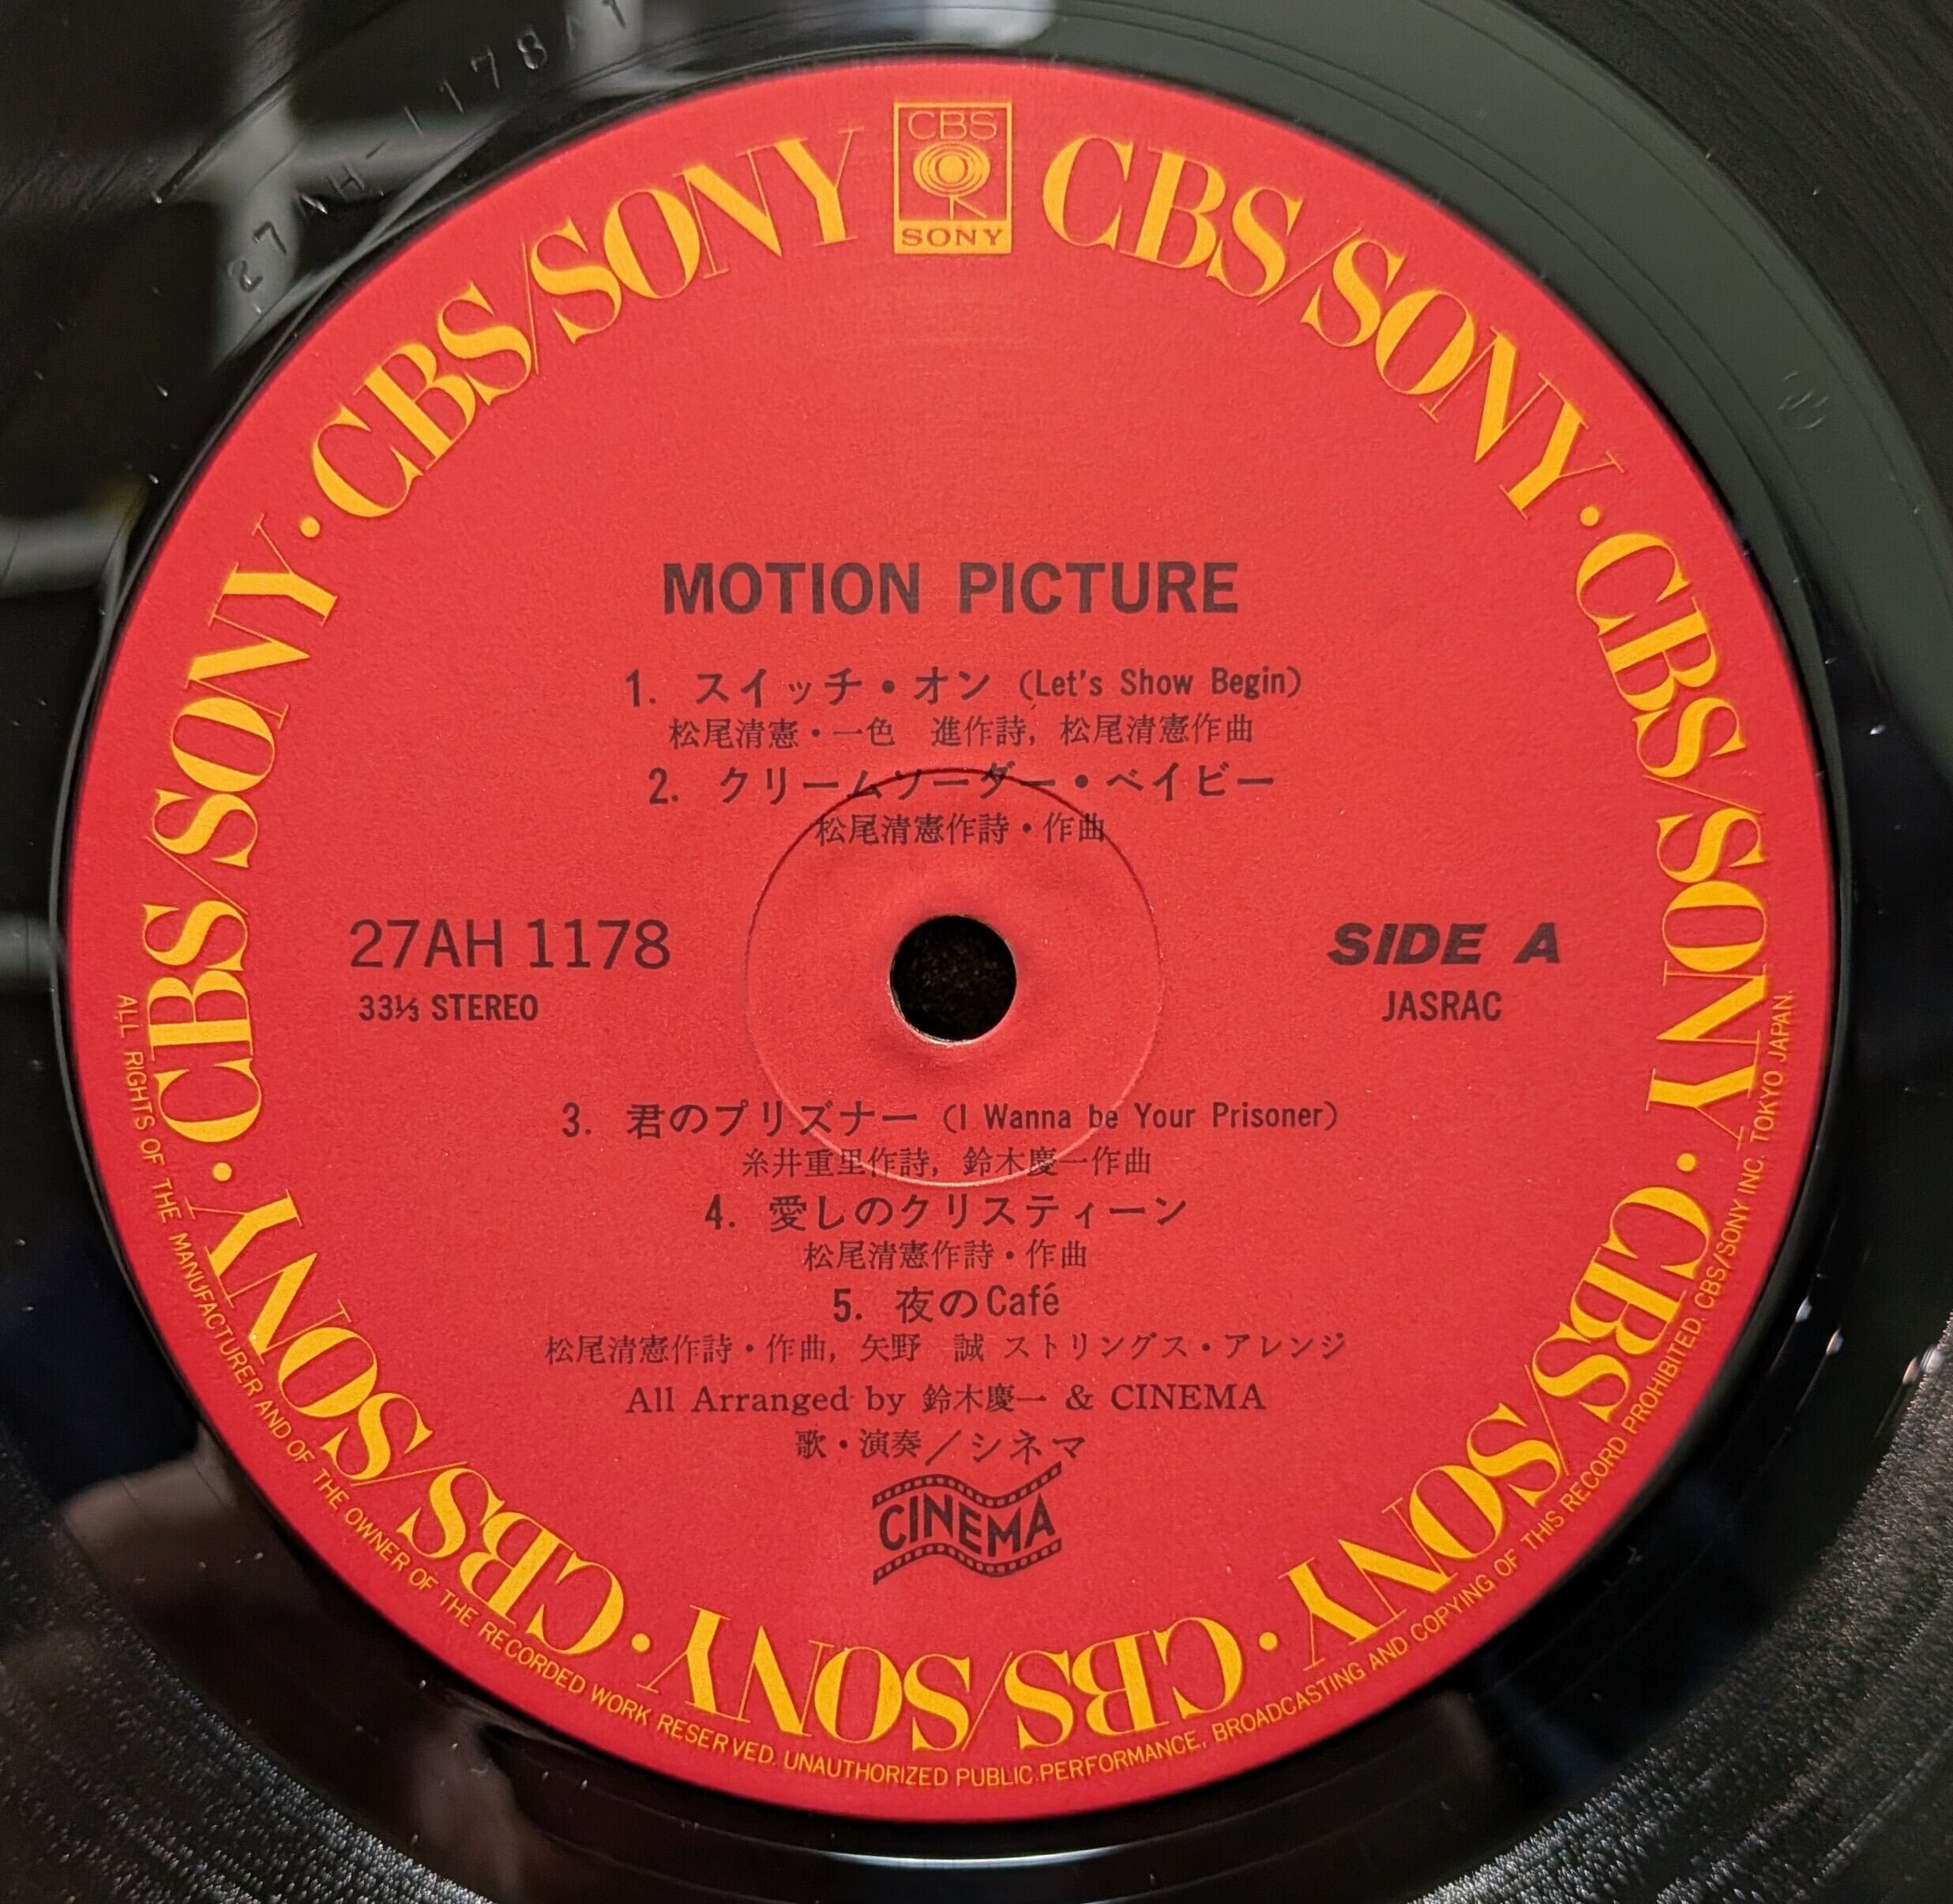 27AH-1178A1
CBS
SONY
CBS/SONY · CBS/SONY · CBS/SONY · CBS/SONY · CBS/SONY · CBS/SONY · CBS/SONY · CBS/SONY
MOTION PICTURE
1. スイッチ・オン (Let's Show Begin)
松尾清憲・一色　進作詩, 松尾清憲作曲
2. クリームソーダー・ベイビー
松尾清憲作詩・作曲
27AH 1178
33⅓ STEREO
SIDE A
JASRAC
3. 君のプリズナー (I Wanna be Your Prisoner)
糸井重里作詩, 鈴木慶一作曲
4. 愛しのクリスティーン
松尾清憲作詩・作曲
5. 夜のCafé
松尾清憲作詩・作曲, 矢野　誠 ストリングス・アレンジ
All Arranged by 鈴木慶一 & CINEMA
歌・演奏／シネマ
CINEMA
ALL RIGHTS OF THE MANUFACTURER AND OF THE OWNER OF THE RECORDED WORK RESERVED. UNAUTHORIZED PUBLIC PERFORMANCE, BROADCASTING AND COPYING OF THIS RECORD PROHIBITED. CBS/SONY INC. TOKYO JAPAN.